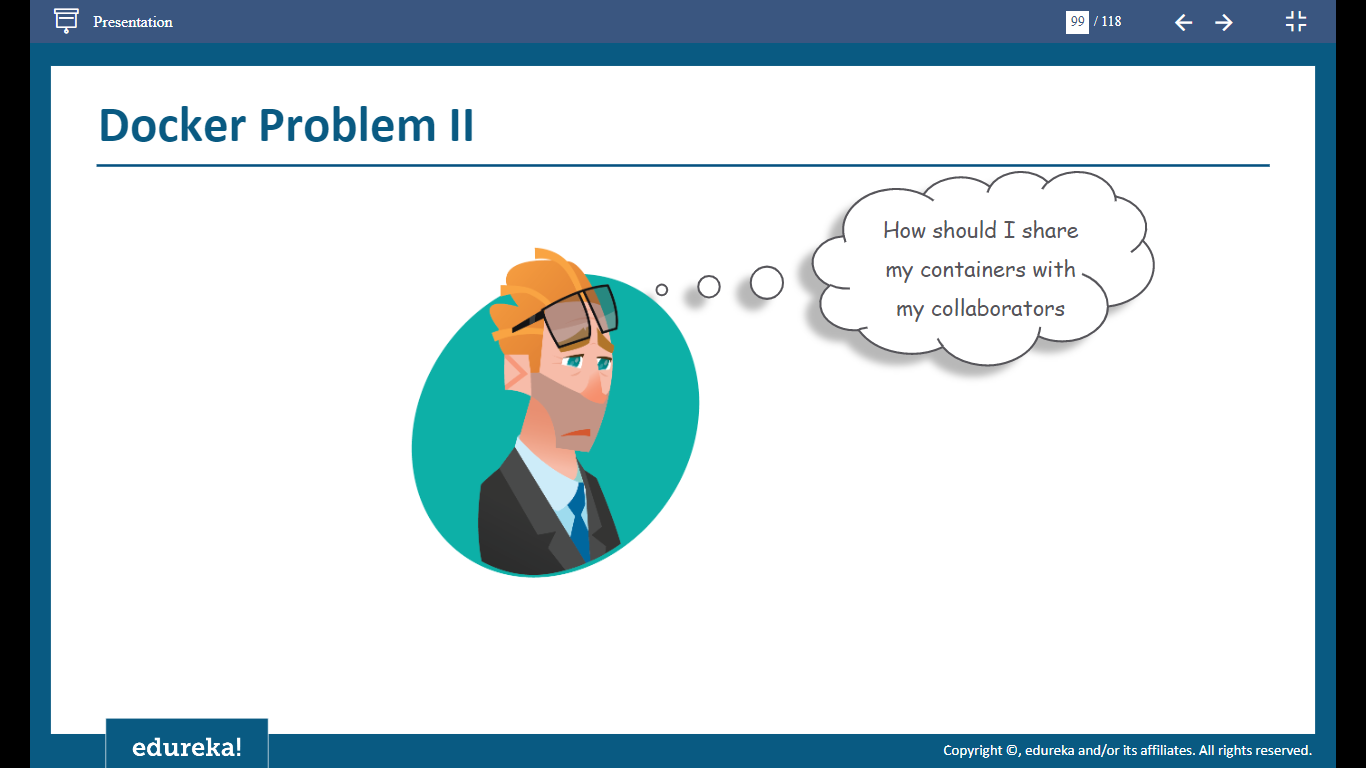 Presentation
99 / 118
Docker Problem II
How should I share
my containers with
my collaborators
edureka!
Copyright ©, edureka and/or its affiliates. All rights reserved.